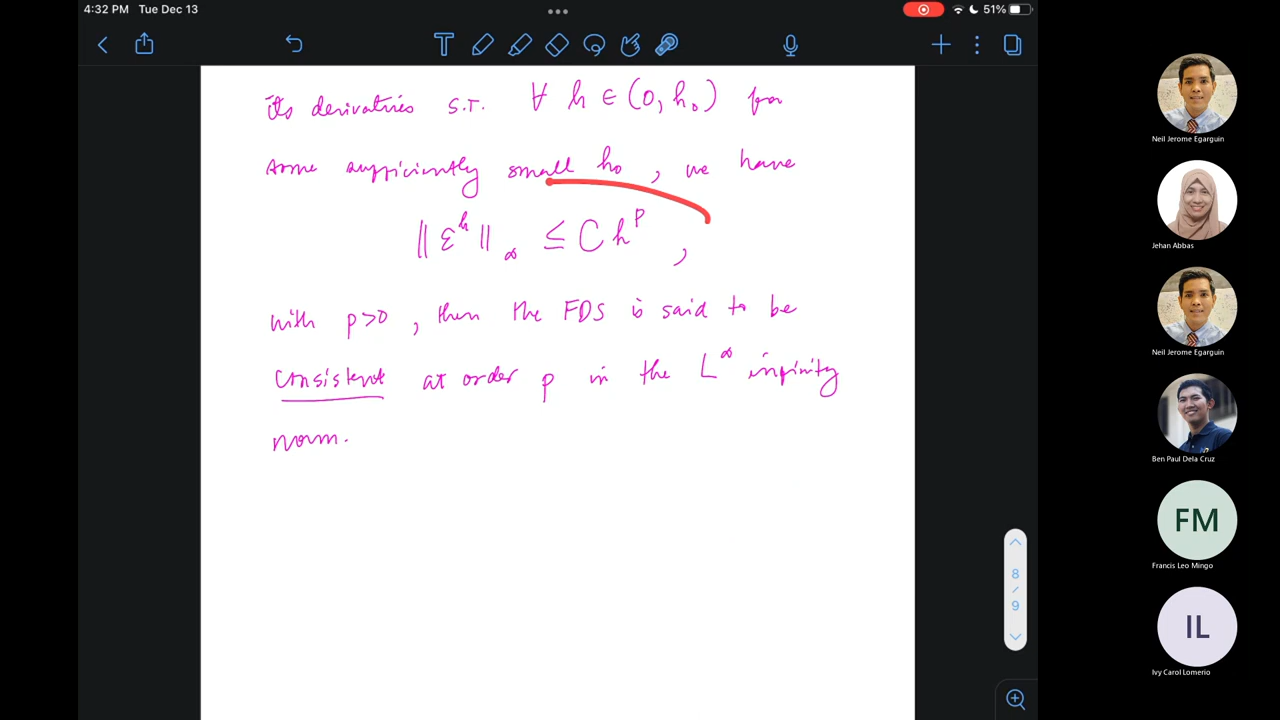 4:32 PM Tue Dec 13
51%
its derivatives s.t. ∀ h ∈ (0, h₀) for
some sufficiently small h₀, we have
‖ε^h‖_∞ ≤ C h^p,
with p>0, then the FDS is said to be
consistent at order p in the L^∞ infinity
norm.
8
/
9
Neil Jerome Egarguin
Jehan Abbas
Neil Jerome Egarguin
Ben Paul Dela Cruz
FM
Francis Leo Mingo
IL
Ivy Carol Lomerio